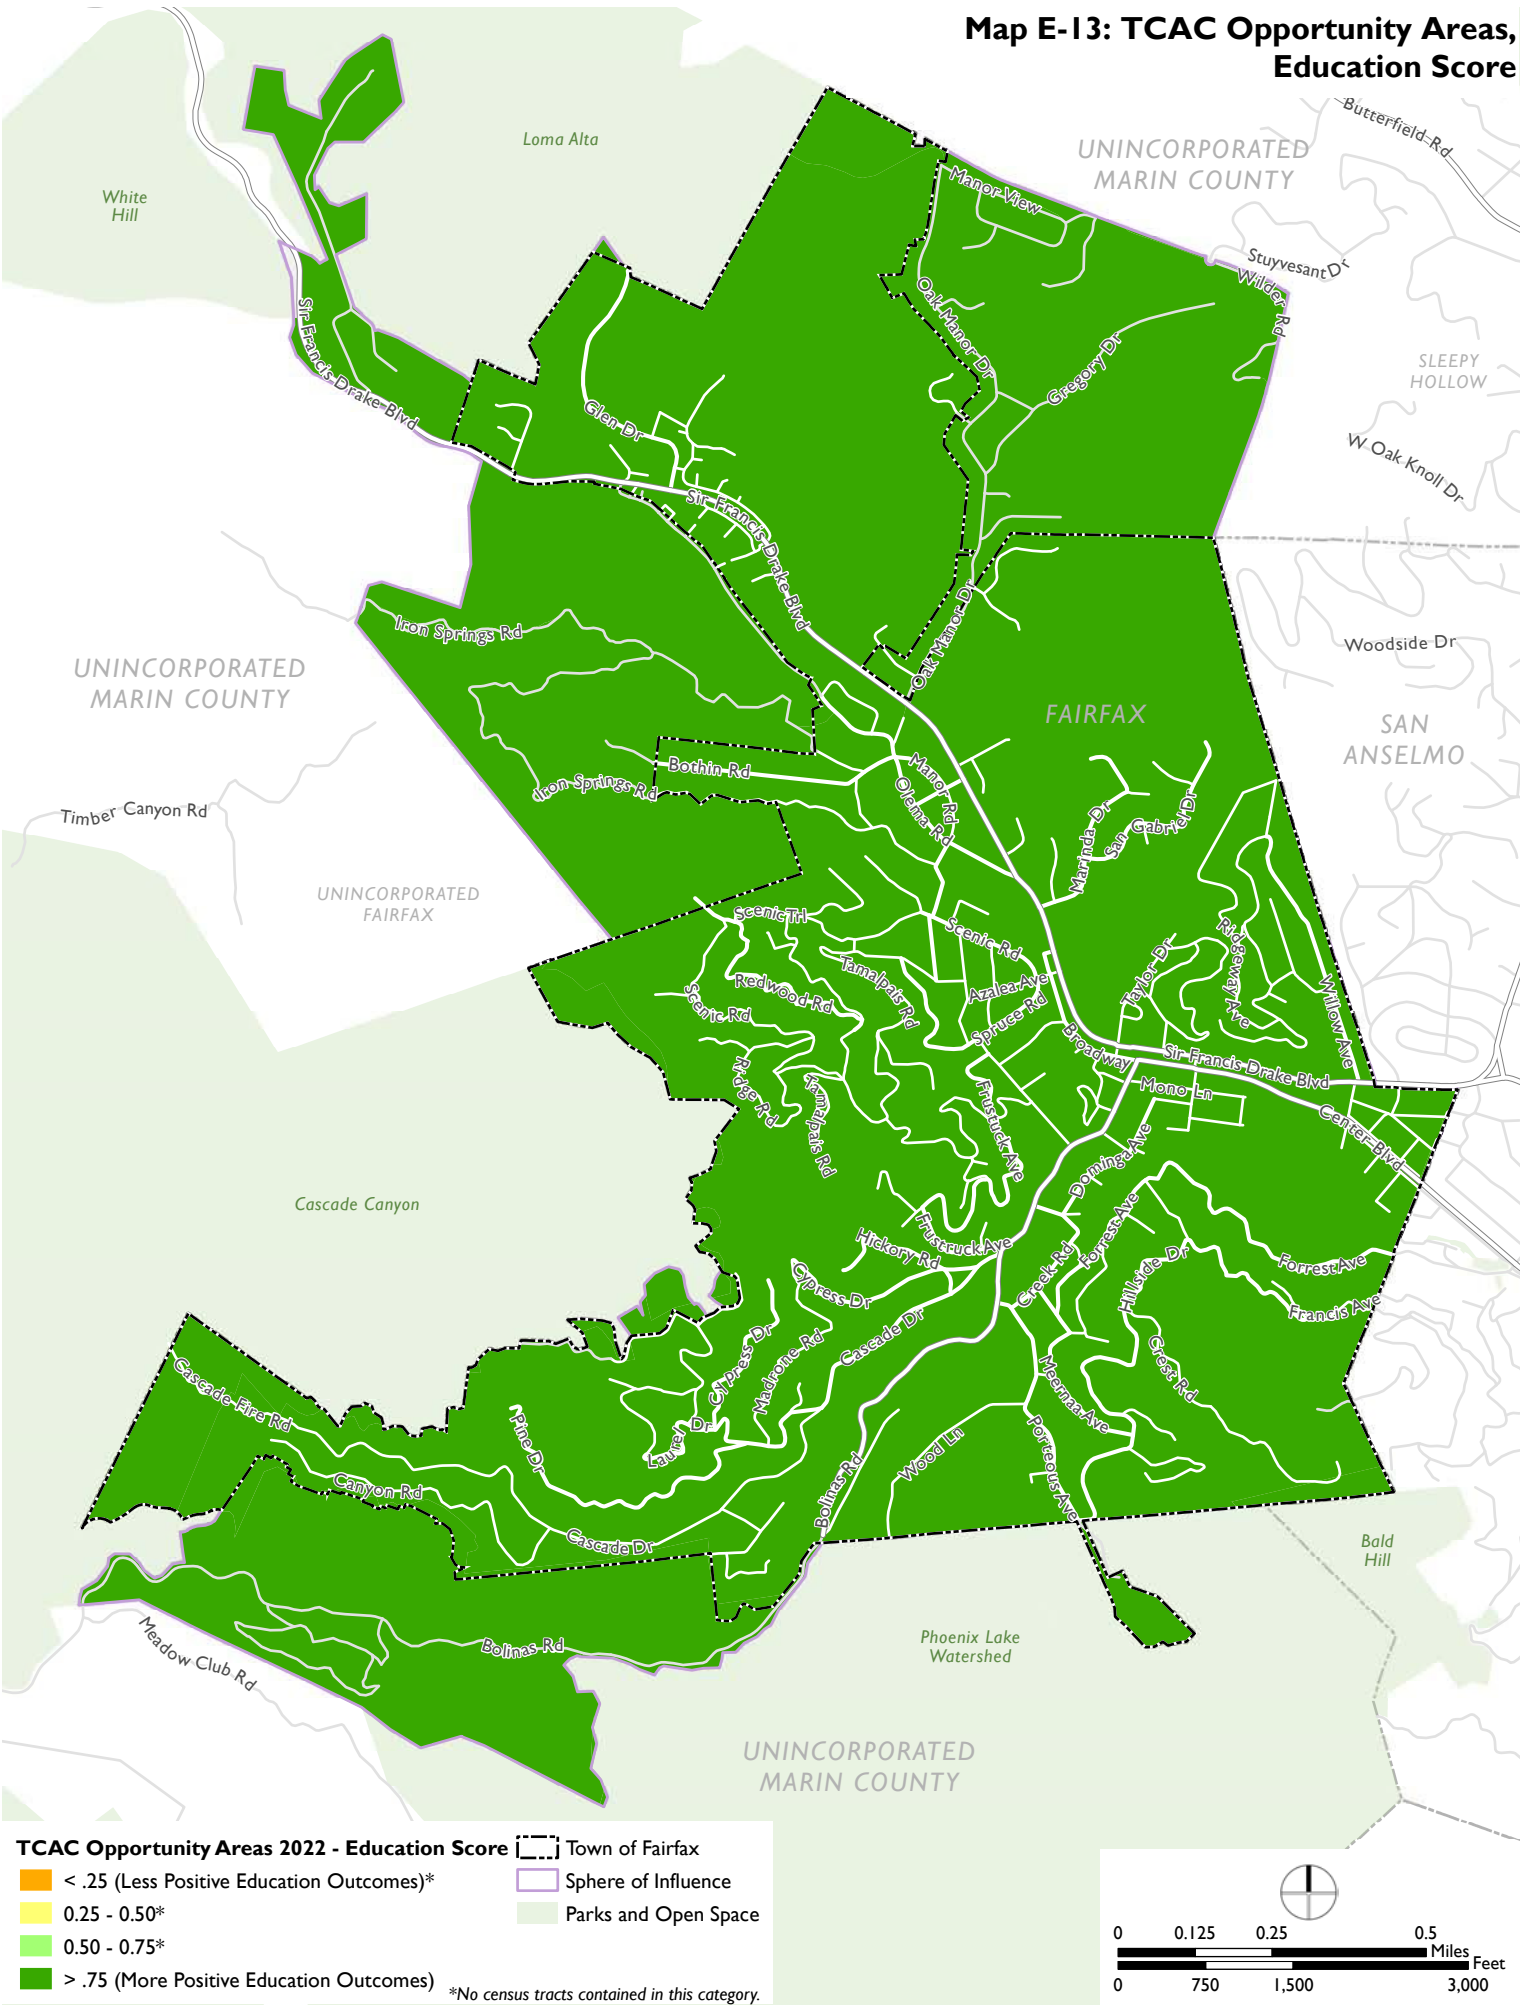 Map E-13: TCAC Opportunity Areas,
Education Score
Butterfield Rd
UNINCORPORATED
MARIN COUNTY
Loma Alta
White
Hill
Manor View
Stuyvesant Dr
Wilder Rd
Sir Francis Drake Blvd
Oak Manor Dr
Gregory Dr
SLEEPY
HOLLOW
Glen Dr
W Oak Knoll Dr
Sir Francis Drake Blvd
Iron Springs Rd
Oak Manor Dr
Woodside Dr
UNINCORPORATED
MARIN COUNTY
FAIRFAX
SAN
ANSELMO
Bothin Rd
Manor Rd
Iron Springs Rd
Olema Rd
Timber Canyon Rd
Marinda Dr
San Gabriel Dr
UNINCORPORATED
FAIRFAX
Scenic Trl
Scenic Rd
Ridgeway Ave
Taylor Dr
Tamalpais Rd
Redwood Rd
Azalea Ave
Scenic Rd
Spruce Rd
Willow Ave
Broadway
Sir Francis Drake Blvd
Ridge Rd
Tamalpais Rd
Frustuck Ave
Mono Ln
Center Blvd
Dominga Ave
Cascade Canyon
Forrest Ave
Frustruck Ave
Hickory Rd
Creek Rd
Hillside Dr
Forrest Ave
Cypress Dr
Francis Ave
Cascade Dr
Cypress Dr
Madrone Rd
Crest Rd
Cascade Fire Rd
Meernaa Ave
Pine Dr
Laurel Dr
Wood Ln
Porteous Ave
Bolinas Rd
Canyon Rd
Cascade Dr
Bald
Hill
Meadow Club Rd
Bolinas Rd
Phoenix Lake
Watershed
UNINCORPORATED
MARIN COUNTY
TCAC Opportunity Areas 2022 - Education Score
< .25 (Less Positive Education Outcomes)*
0.25 - 0.50*
0.50 - 0.75*
> .75 (More Positive Education Outcomes)
Town of Fairfax
Sphere of Influence
Parks and Open Space
*No census tracts contained in this category.
0 0.125 0.25 0.5
Miles
Feet
0 750 1,500 3,000